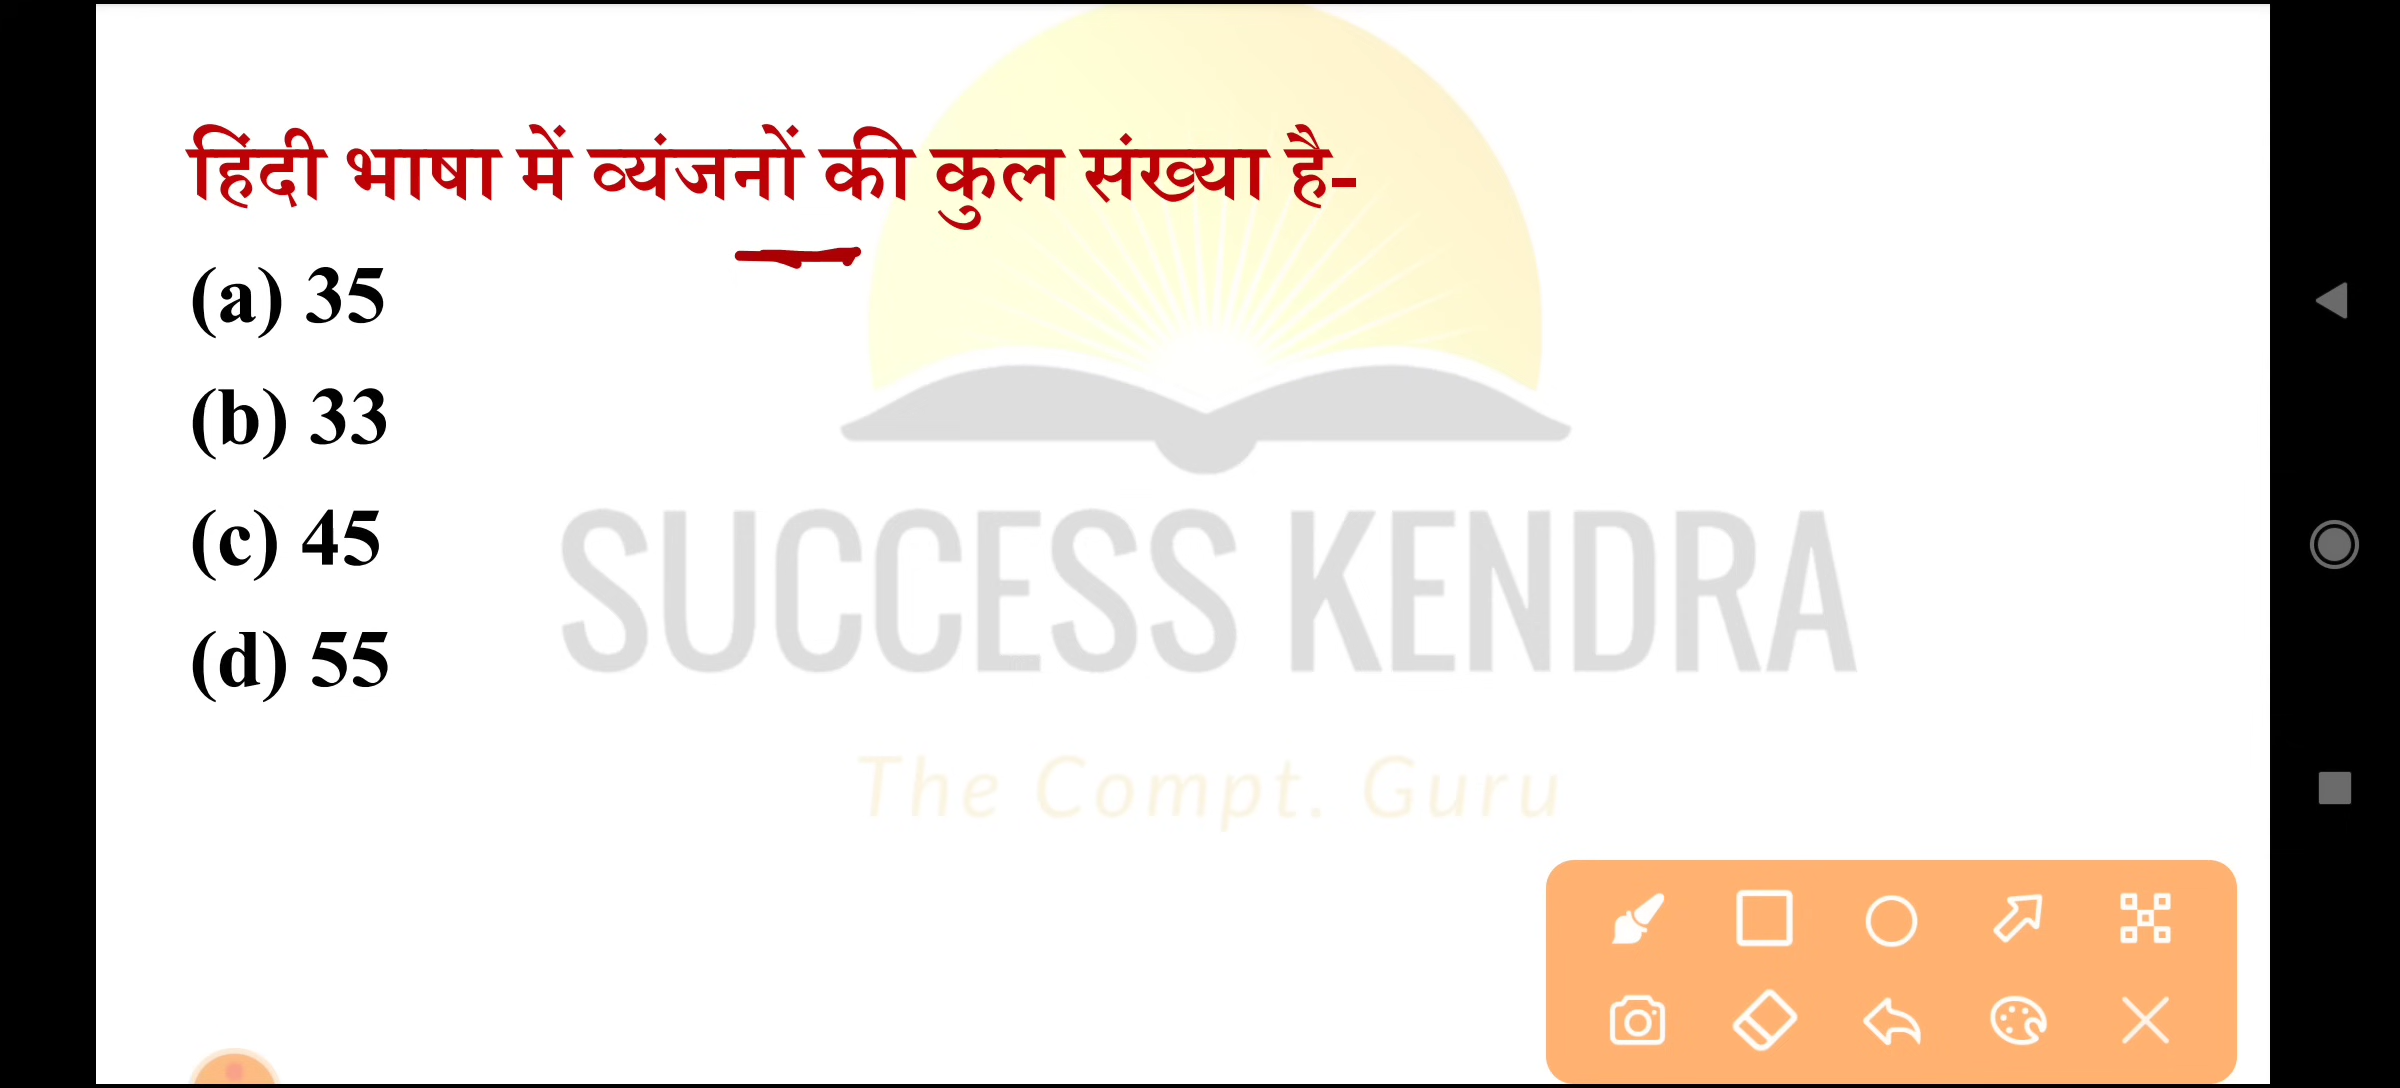 हिंदी भाषा में व्यंजनों की कुल संख्या है-
(a) 35
(b) 33
(c) 45
(d) 55
SUCCESS KENDRA
The Compt. Guru